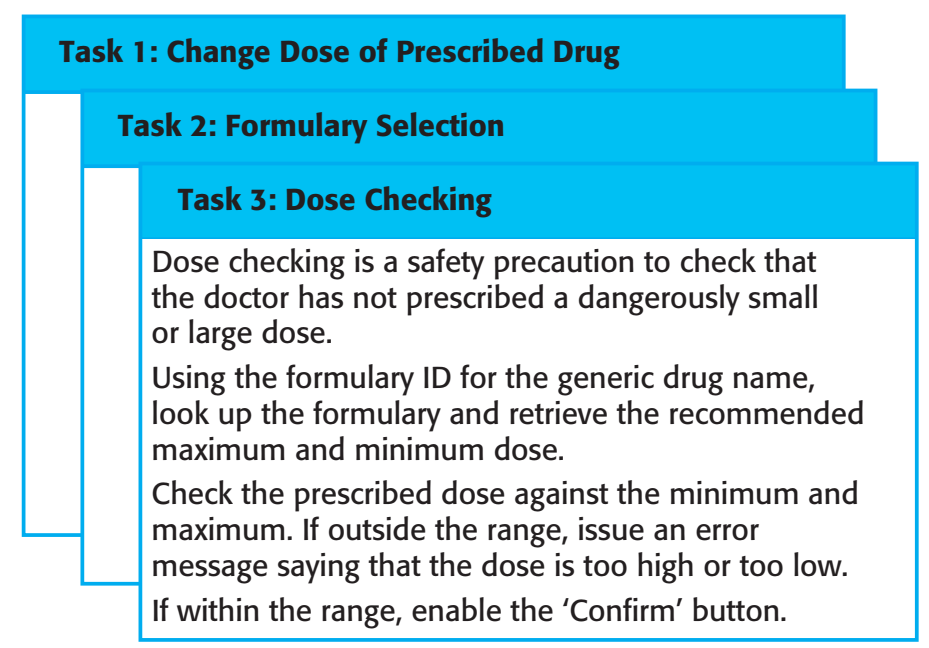 Task 1: Change Dose of Prescribed Drug
Task 2: Formulary Selection
Task 3: Dose Checking
Dose checking is a safety precaution to check that
the doctor has not prescribed a dangerously small
or large dose.
Using the formulary ID for the generic drug name,
look up the formulary and retrieve the recommended
maximum and minimum dose.
Check the prescribed dose against the minimum and
maximum. If outside the range, issue an error
message saying that the dose is too high or too low.
If within the range, enable the ‘Confirm’ button.